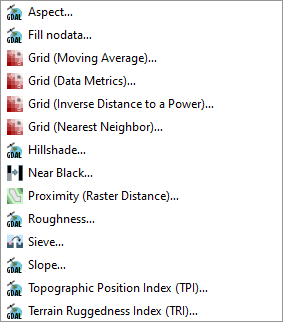 Aspect...
Fill nodata...
Grid (Moving Average)...
Grid (Data Metrics)...
Grid (Inverse Distance to a Power)...
Grid (Nearest Neighbor)...
Hillshade...
Near Black...
Proximity (Raster Distance)...
Roughness...
Sieve...
Slope...
Topographic Position Index (TPI)...
Terrain Ruggedness Index (TRI)...